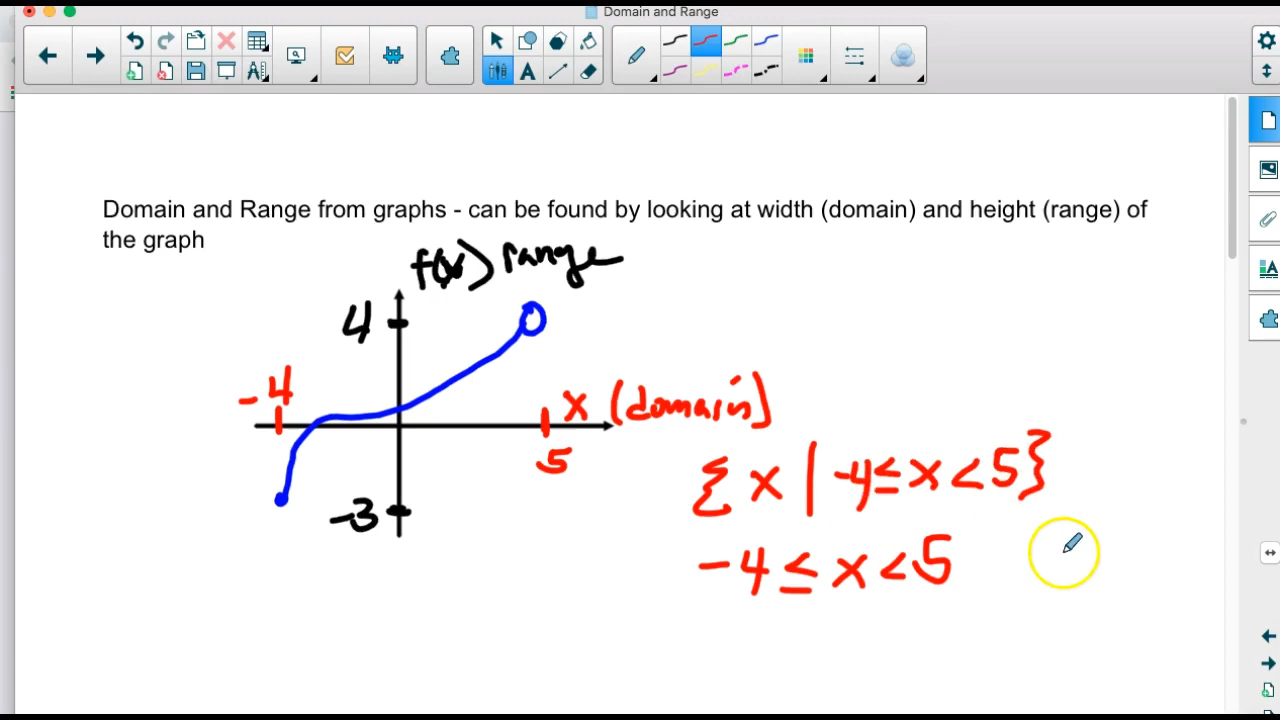 Domain and Range
Domain and Range from graphs - can be found by looking at width (domain) and height (range) of
the graph
f(x) range
4
-4
x (domain)
5
-3
{ x | -4 ≤ x < 5 }
-4 ≤ x < 5